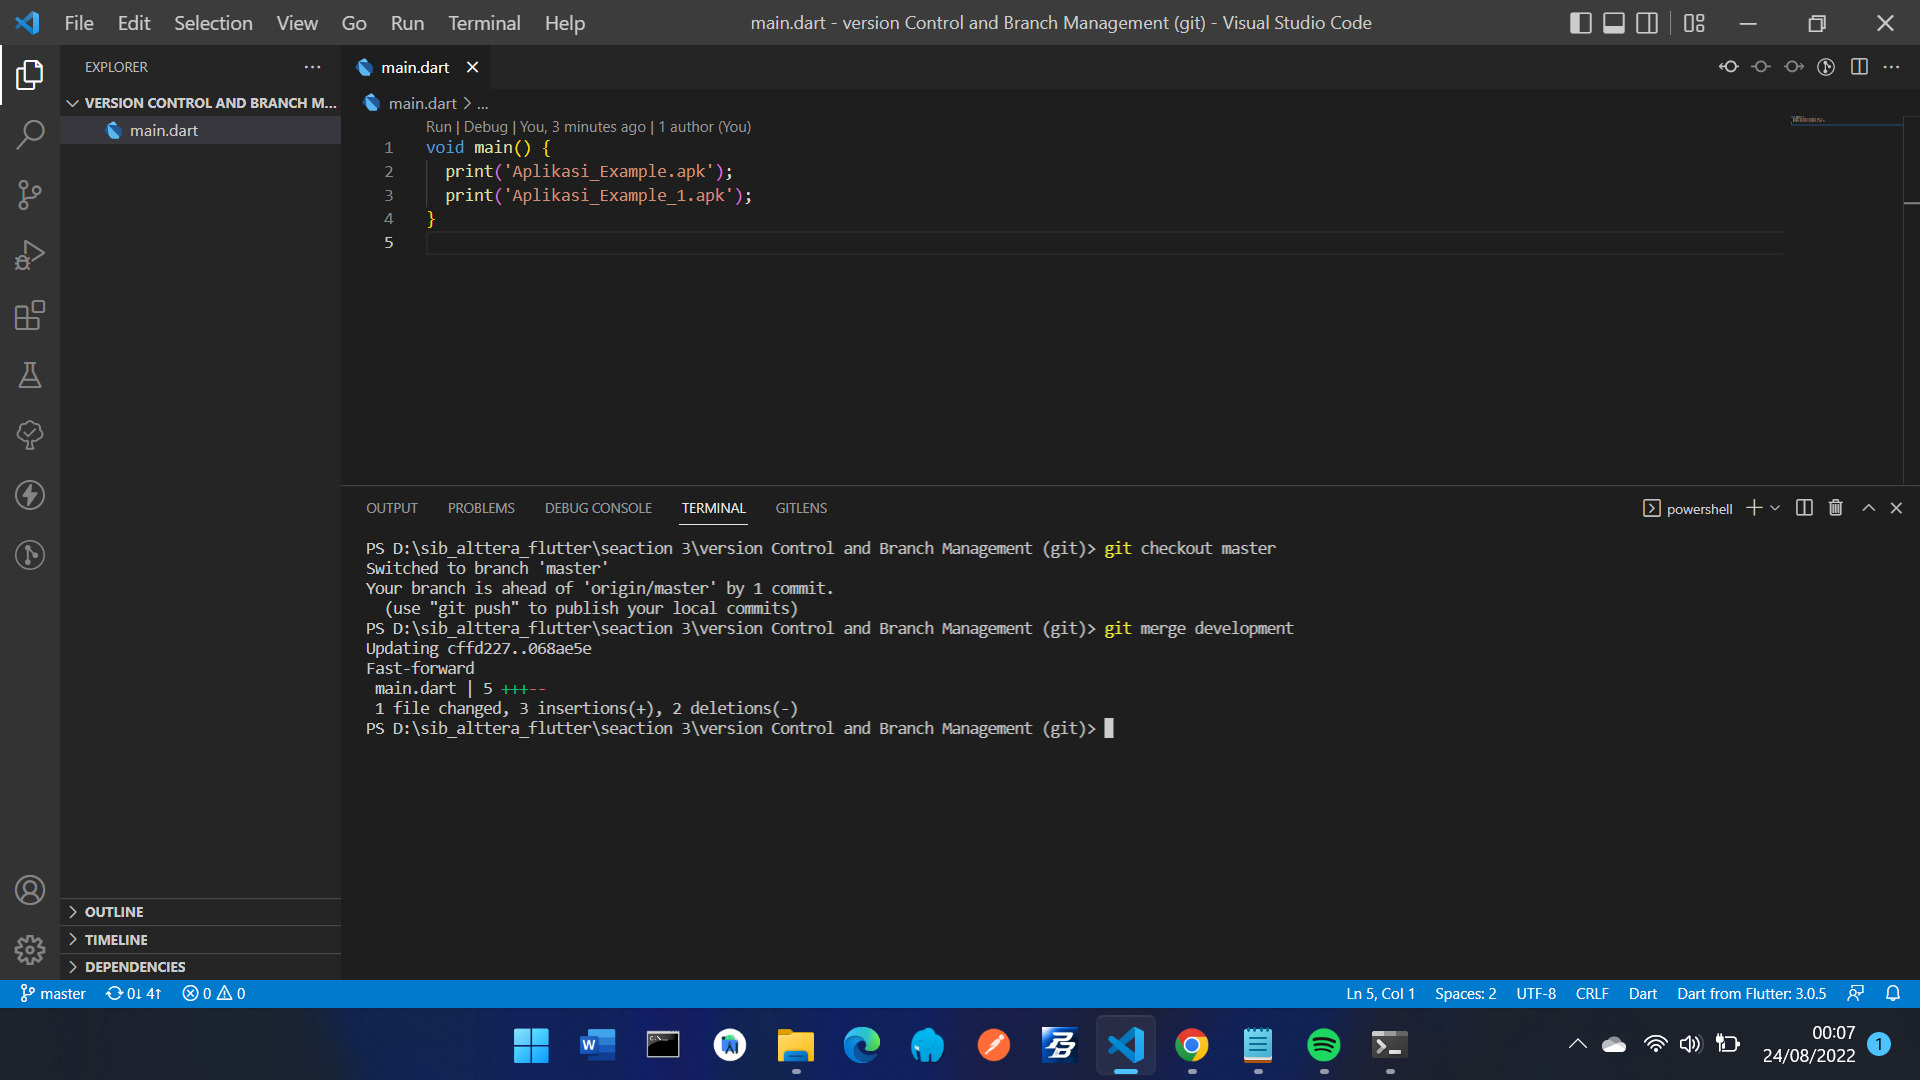 File Edit Selection View Go Run Terminal Help
main.dart - version Control and Branch Management (git) - Visual Studio Code
EXPLORER
VERSION CONTROL AND BRANCH M...
main.dart
OUTLINE
TIMELINE
DEPENDENCIES
main.dart
main.dart > ...
Run | Debug | You, 3 minutes ago | 1 author (You)
1 void main() {
2 print('Aplikasi_Example.apk');
3 print('Aplikasi_Example_1.apk');
4 }
5
OUTPUT PROBLEMS DEBUG CONSOLE TERMINAL GITLENS
powershell
PS D:\sib_alttera_flutter\seaction 3\version Control and Branch Management (git)> git checkout master
Switched to branch 'master'
Your branch is ahead of 'origin/master' by 1 commit.
(use "git push" to publish your local commits)
PS D:\sib_alttera_flutter\seaction 3\version Control and Branch Management (git)> git merge development
Updating cffd227..068ae5e
Fast-forward
main.dart | 5 +++--
1 file changed, 3 insertions(+), 2 deletions(-)
PS D:\sib_alttera_flutter\seaction 3\version Control and Branch Management (git)>
master 0↓ 4↑ 0 0
Ln 5, Col 1 Spaces: 2 UTF-8 CRLF Dart Dart from Flutter: 3.0.5
00:07
24/08/2022
1